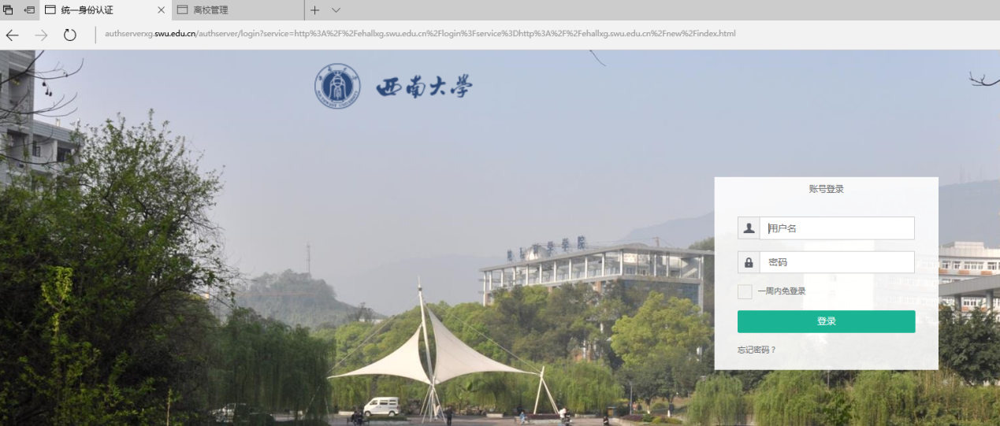 统一身份认证
离校管理
authserverxg.swu.edu.cn/authserver/login?service=http%3A%2F%2Fehallxg.swu.edu.cn%2Flogin%3Fservice%3Dhttp%3A%2F%2Fehallxg.swu.edu.cn%2Fnew%2Findex.html
西南大学
账号登录
用户名
密码
一周内免登录
登录
忘记密码？